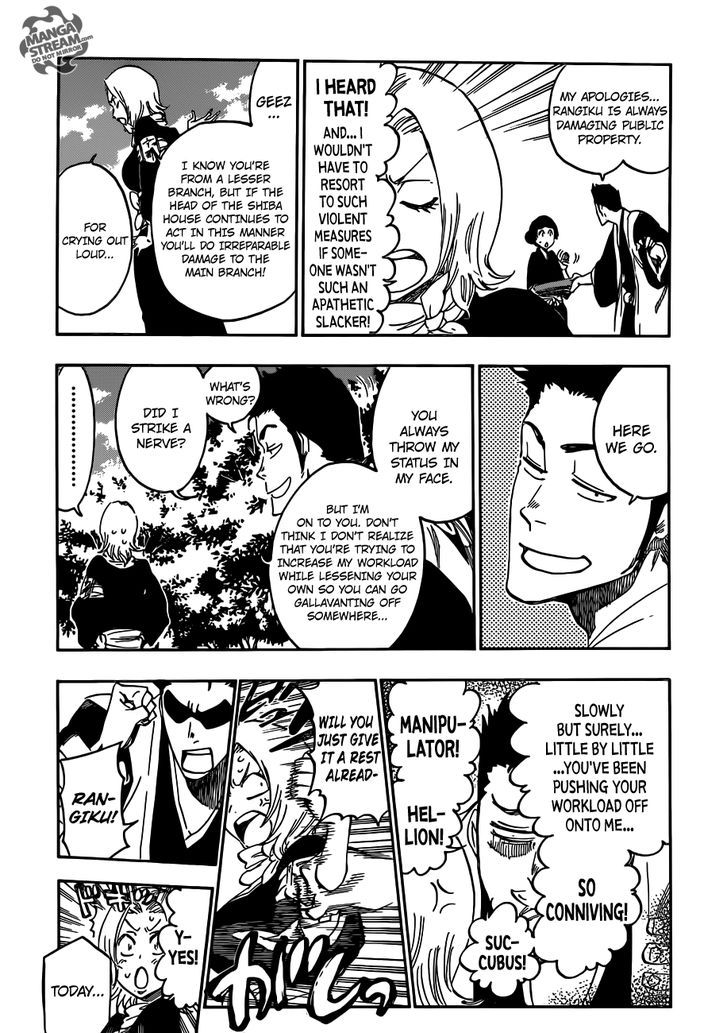 MANGA
STREAM.com
DO NOT MIRROR
MY APOLOGIES...
RANGIKU IS ALWAYS
DAMAGING PUBLIC
PROPERTY.
I HEARD
THAT!
AND... I
WOULDN'T
HAVE TO
RESORT
TO SUCH
VIOLENT
MEASURES
IF SOME-
ONE WASN'T
SUCH AN
APATHETIC
SLACKER!
GEEZ
...
I KNOW YOU'RE
FROM A LESSER
BRANCH, BUT IF THE
HEAD OF THE SHIBA
HOUSE CONTINUES TO
ACT IN THIS MANNER
YOU'LL DO IRREPARABLE
DAMAGE TO THE
MAIN BRANCH!
FOR
CRYING OUT
LOUD...
HERE
WE GO.
YOU
ALWAYS
THROW MY
STATUS IN
MY FACE.
BUT I'M
ON TO YOU. DON'T
THINK I DON'T REALIZE
THAT YOU'RE TRYING TO
INCREASE MY WORKLOAD
WHILE LESSENING YOUR
OWN SO YOU CAN GO
GALLAVANTING OFF
SOMEWHERE...
WHAT'S
WRONG?
DID I
STRIKE A
NERVE?
.........
SLOWLY
BUT SURELY...
LITTLE BY LITTLE
...YOU'VE BEEN
PUSHING YOUR
WORKLOAD OFF
ONTO ME...
SO
CONNIVING!
MANIPU-
LATOR!
HEL-
LION!
SUC-
CUBUS!
WILL YOU
JUST GIVE
IT A REST
ALREAD-
ガシッ
RAN-
GIKU!
ドキドキ
Y-
YES!
TODAY...